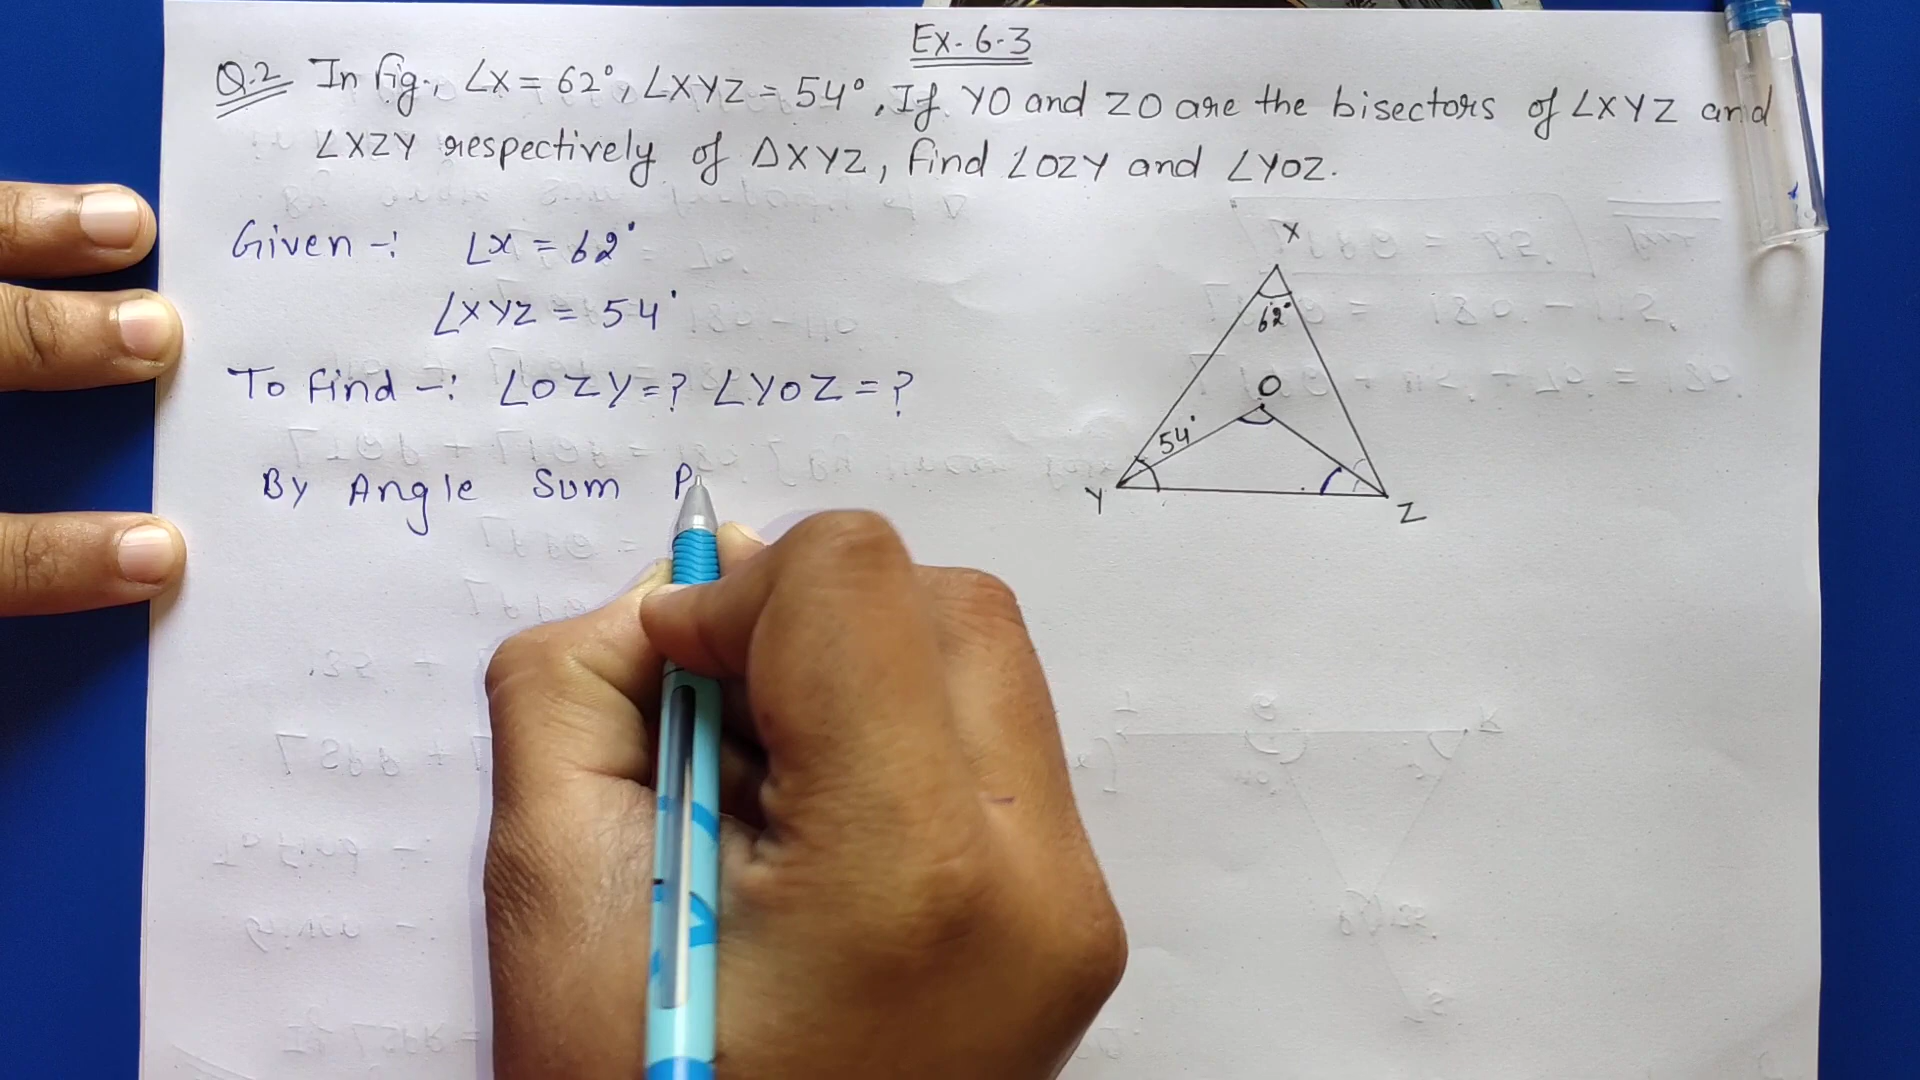 Ex. 6.3
Q.2 In fig., ∠X = 62°, ∠XYZ = 54°, If YO and ZO are the bisectors of ∠XYZ and
∠XZY respectively of ΔXYZ, find ∠OZY and ∠YOZ.
Given -: ∠x = 62°
∠XYZ = 54°
To find -: ∠OZY = ? ∠YOZ = ?
By Angle Sum P
X
62°
O
54°
Y
Z